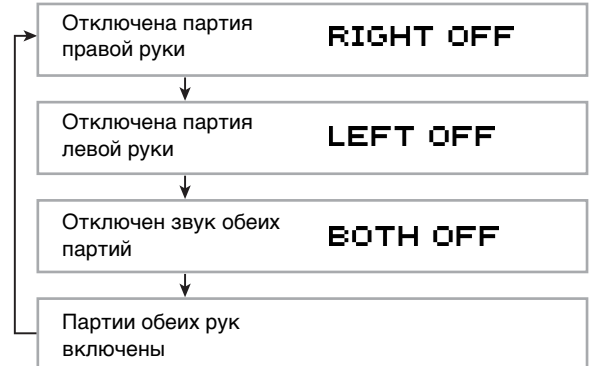 Отключена партия
правой руки
RIGHT OFF
Отключена партия
левой руки
LEFT OFF
Отключен звук обеих
партий
BOTH OFF
Партии обеих рук
включены